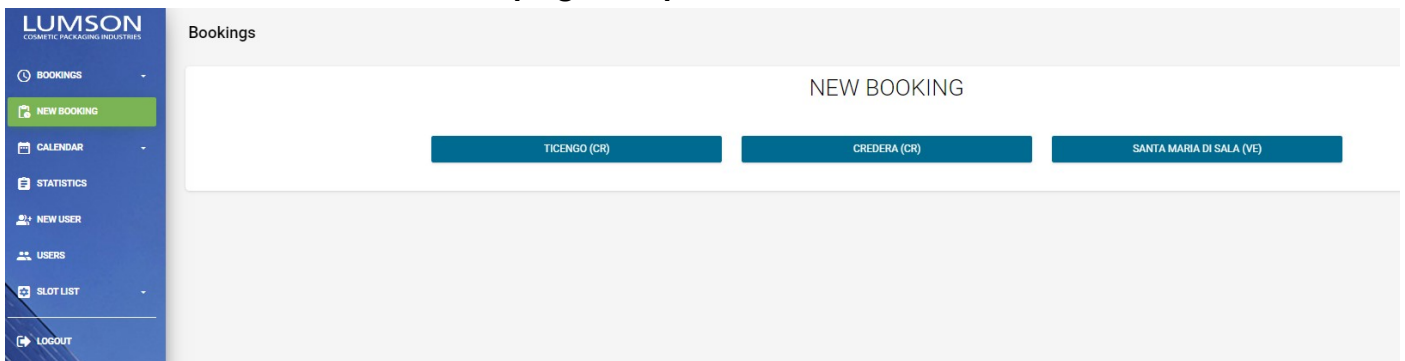 LUMSON
COSMETIC PACKAGING INDUSTRIES
BOOKINGS
NEW BOOKING
CALENDAR
STATISTICS
NEW USER
USERS
SLOT LIST
LOGOUT
Bookings
NEW BOOKING
TICENGO (CR) CREDERA (CR) SANTA MARIA DI SALA (VE)